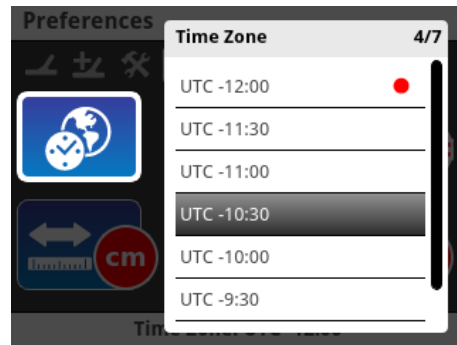 Preferences
Time Zone 4/7
UTC -12:00
UTC -11:30
UTC -11:00
UTC -10:30
UTC -10:00
cm
UTC -9:30